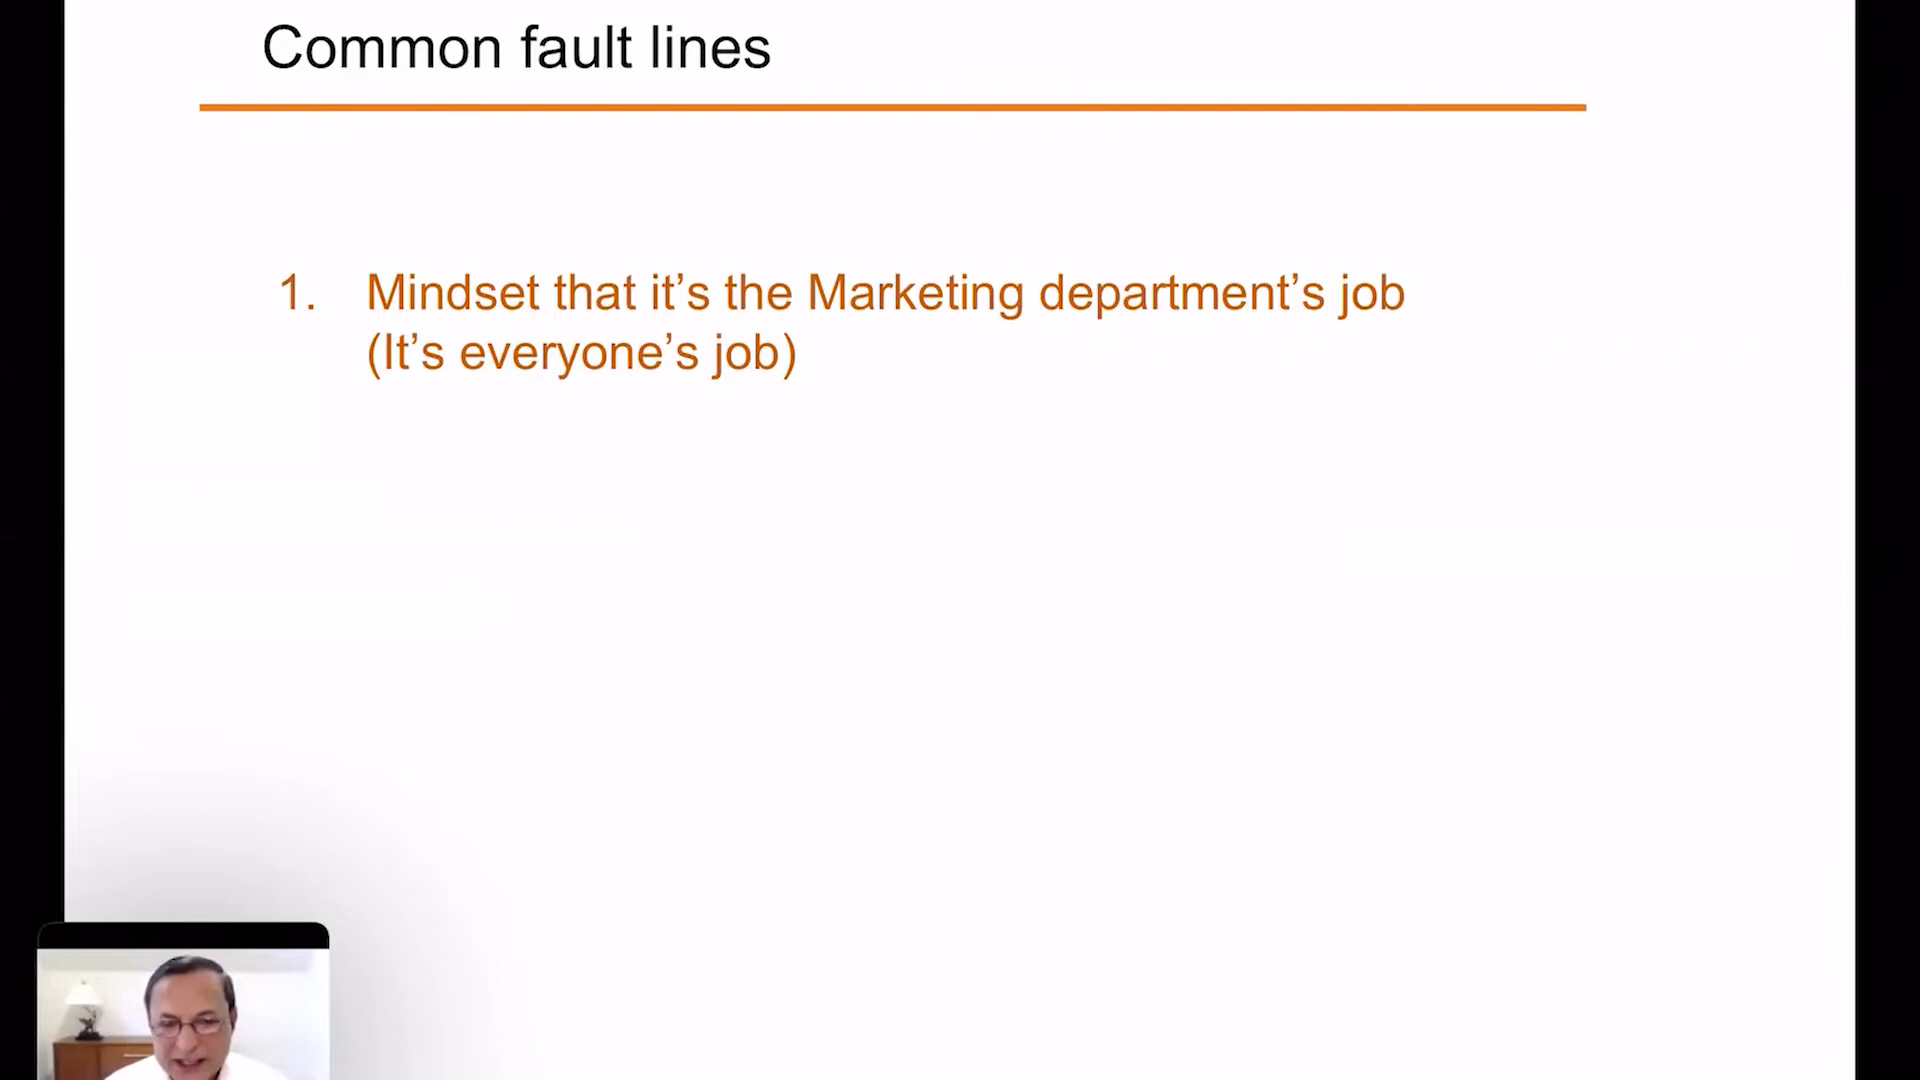 Common fault lines
1. Mindset that it’s the Marketing department’s job
(It’s everyone’s job)